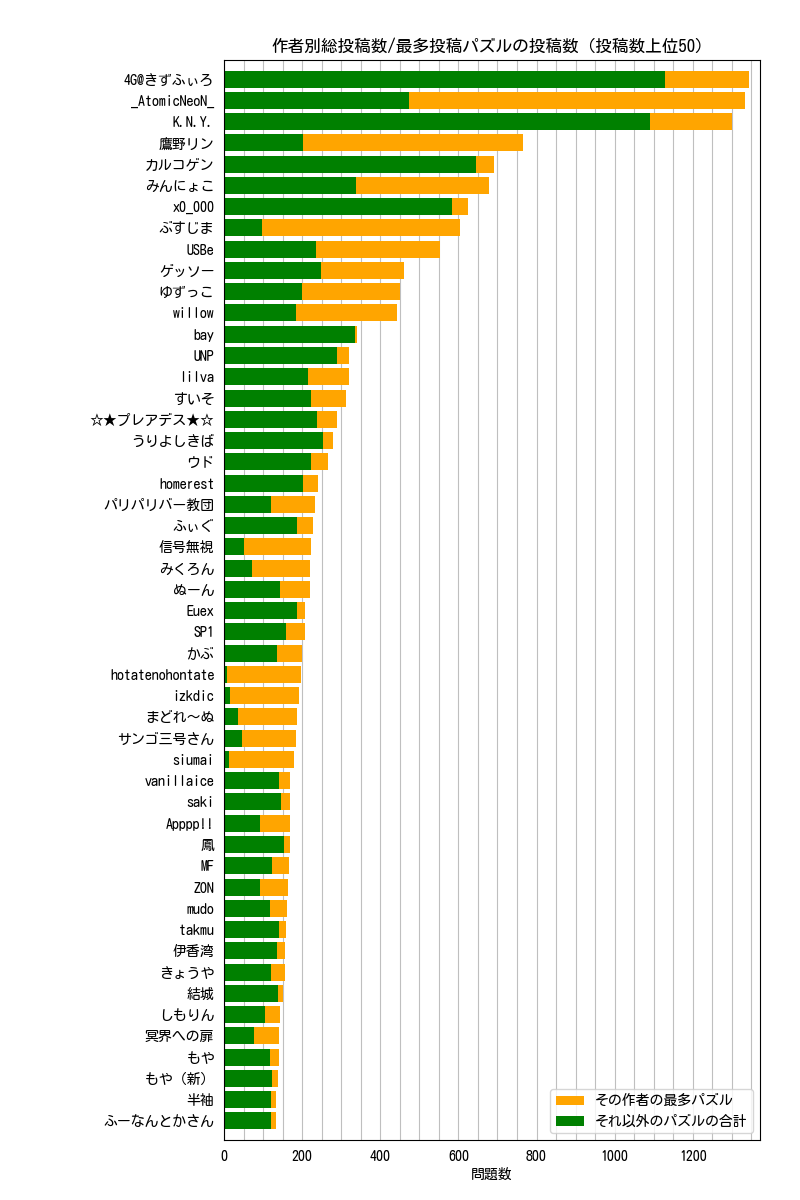 作者別総投稿数/最多投稿パズルの投稿数（投稿数上位50）
4G@きずふぃろ
_AtomicNeoN_
K.N.Y.
鷹野リン
カルコゲン
みんにょこ
x0_000
ぶすじま
USBe
ゲッソー
ゆずっこ
willow
bay
UNP
lilva
すいそ
☆★プレアデス★☆
うりよしきば
ウド
homerest
パリパリバー教団
ふぃぐ
信号無視
みくろん
ぬーん
Euex
SP1
かぶ
hotatenohontate
izkdic
まどれ～ぬ
サンゴ三号さん
siumai
vanillaice
saki
Appppll
鳳
MF
ZON
mudo
takmu
伊香湾
きょうや
結城
しもりん
冥界への扉
もや
もや（新）
半袖
ふーなんとかさん
その作者の最多パズル
それ以外のパズルの合計
0 200 400 600 800 1000 1200
問題数